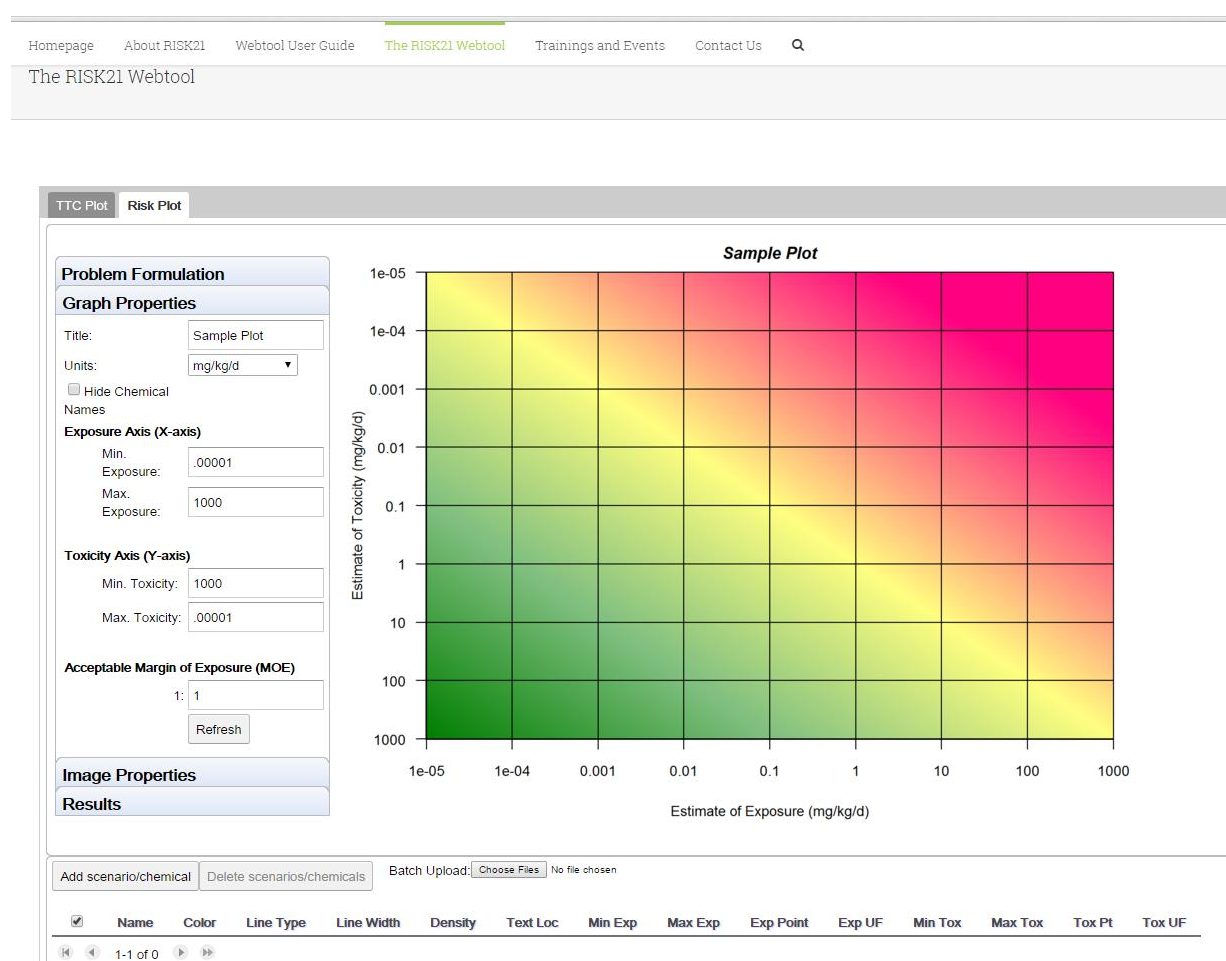 Homepage About RISK21 Webtool User Guide The RISK21 Webtool Trainings and Events Contact Us
The RISK21 Webtool
TTC Plot Risk Plot
Problem Formulation
Graph Properties
Title: Sample Plot
Units: mg/kg/d
Hide Chemical
Names
Exposure Axis (X-axis)
Min.
Exposure: .00001
Max.
Exposure: 1000
Toxicity Axis (Y-axis)
Min. Toxicity: 1000
Max. Toxicity: .00001
Acceptable Margin of Exposure (MOE)
1: 1
Refresh
Image Properties
Results
Sample Plot
Estimate of Toxicity (mg/kg/d)
1e-05
1e-04
0.001
0.01
0.1
1
10
100
1000
1e-05 1e-04 0.001 0.01 0.1 1 10 100 1000
Estimate of Exposure (mg/kg/d)
Add scenario/chemical Delete scenarios/chemicals Batch Upload: Choose Files No file chosen
Name Color Line Type Line Width Density Text Loc Min Exp Max Exp Exp Point Exp UF Min Tox Max Tox Tox Pt Tox UF
1-1 of 0